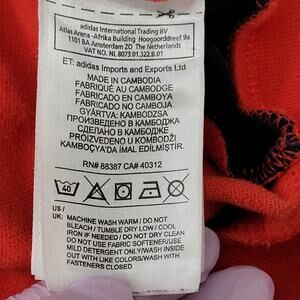 adidas International Trading BV
Atlas Arena -Afrika Building Hoogoorddreef 9a
1101 BA Amsterdam ZO The Netherlands
VAT NO. NL 8073.01.322.B.01
ET: adidas Imports and Exports Ltd
MADE IN CAMBODIA
FABRIQUÉ AU CAMBODGE
FABRICADO EN CAMBOYA
GYÁRTVA: KAMBODZSA
ПРОИЗВЕДЕНО В КАМБОДЖА
СДЕЛАНО В КАМБОДЖЕ
PROIZVEDENO U KOMBODŽI
KAMBOÇYA'DA İMAL EDİLMİŞTİR.
RN# 88387 CA# 40312
40
US /
UK: MACHINE WASH WARM / DO NOT
BLEACH / TUMBLE DRY LOW / COOL
IRON IF NEEDED / DO NOT DRY CLEAN
DO NOT USE FABRIC SOFTENER/USE
MILD DETERGENT ONLY/WASH INSIDE
OUT WITH LIKE COLORS/WASH WITH
FASTENERS CLOSED